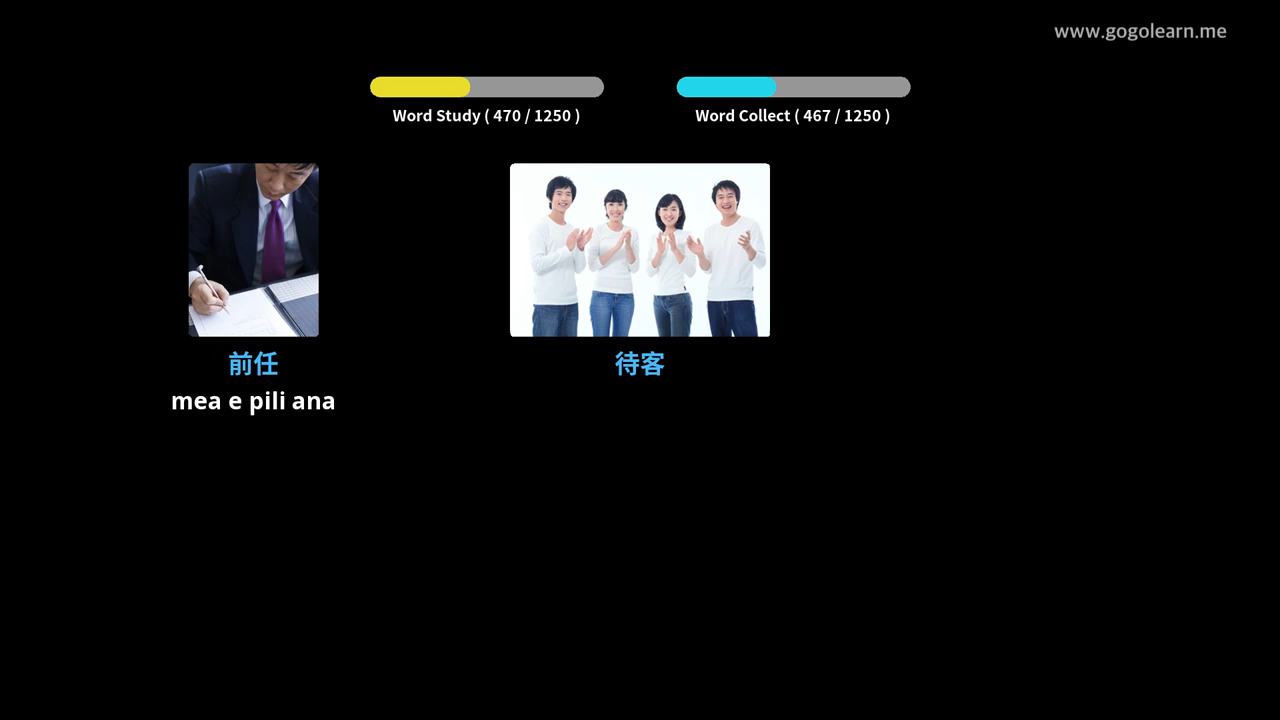 www.gogolearn.me
Word Study ( 470 / 1250 )
Word Collect ( 467 / 1250 )
前任
待客
mea e pili ana